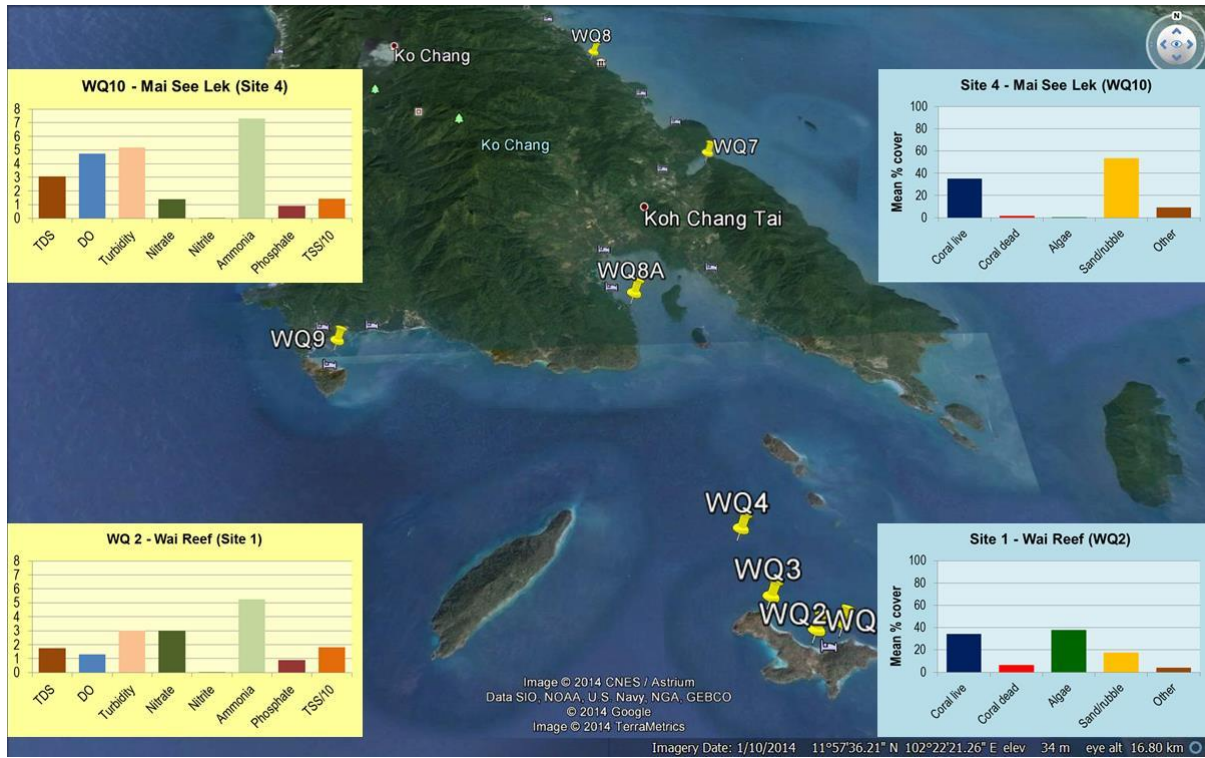 WQ10 - Mai See Lek (Site 4)
8
7
6
5
4
3
2
1
0
TDS
DO
Turbidity
Nitrate
Nitrite
Ammonia
Phosphate
TSS/10
WQ8
N
Ko Chang
Ko Chang
WQ7
Koh Chang Tai
WQ8A
WQ9
Site 4 - Mai See Lek (WQ10)
Mean % cover
100
80
60
40
20
0
Coral live
Coral dead
Algae
Sand/rubble
Other
WQ4
WQ3
WQ2
WQ
WQ 2 - Wai Reef (Site 1)
8
7
6
5
4
3
2
1
0
TDS
DO
Turbidity
Nitrate
Nitrite
Ammonia
Phosphate
TSS/10
Site 1 - Wai Reef (WQ2)
Mean % cover
100
80
60
40
20
0
Coral live
Coral dead
Algae
Sand/rubble
Other
Image © 2014 CNES / Astrium
Data SIO, NOAA, U.S. Navy, NGA, GEBCO
© 2014 Google
Image © 2014 TerraMetrics
Imagery Date: 1/10/2014 11°57'36.21" N 102°22'21.26" E elev 34 m eye alt 16.80 km